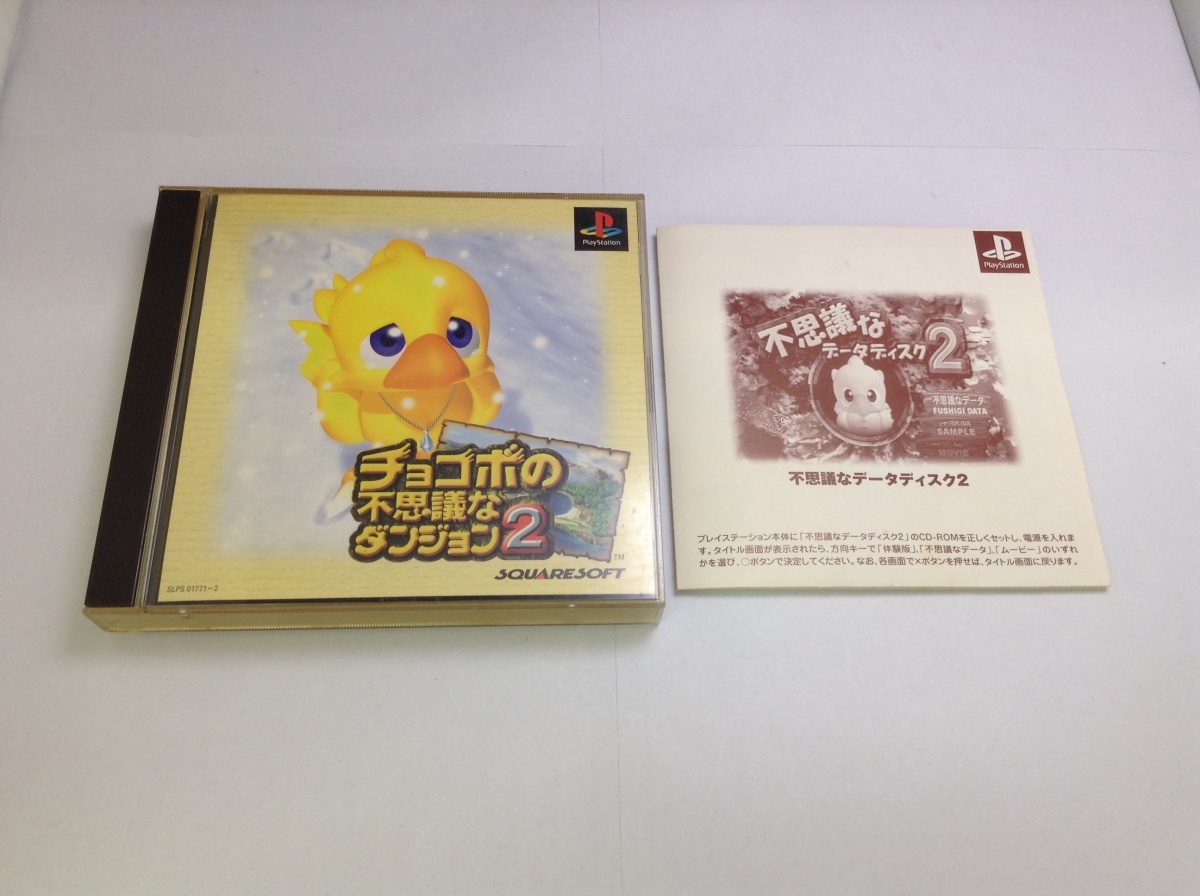 PlayStation
チョコボの
不思議な
ダンジョン2
TM
SQUARESOFT
SLPS 01771~2
PlayStation
不思議な
データディスク2
不思議なデータ
FUSHIGI DATA
SAMPLE
MOVIE
不思議なデータディスク2
プレイステーション本体に「不思議なデータディスク2」のCD-ROMを正しくセットし、電源を入れま
す。タイトル画面が表示されたら、方向キーで「体験版」、「不思議なデータ」、「ムービー」のいずれ
かを選び、○ボタンで決定してください。なお、各画面で×ボタンを押せば、タイトル画面に戻ります。